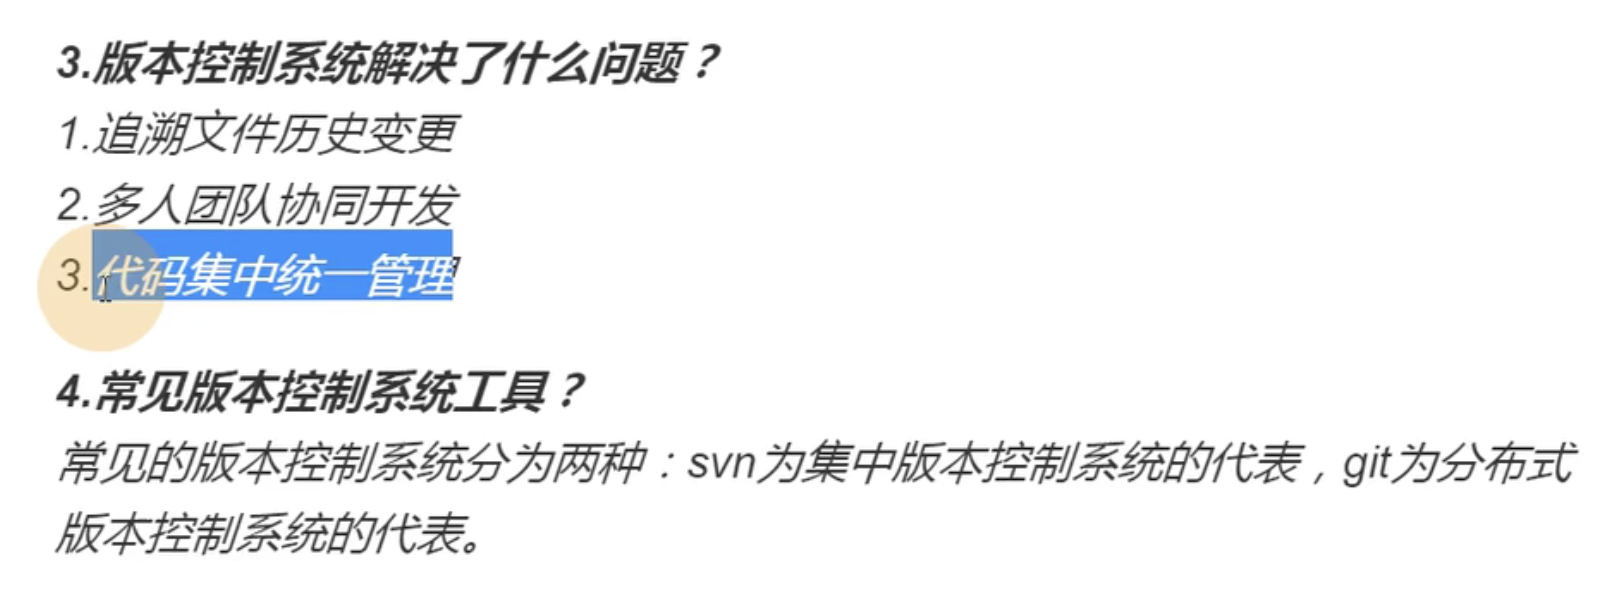 3.版本控制系统解决了什么问题？
1.追溯文件历史变更
2.多人团队协同开发
3.代码集中统一管理
4.常见版本控制系统工具？
常见的版本控制系统分为两种：svn为集中版本控制系统的代表，git为分布式
版本控制系统的代表。